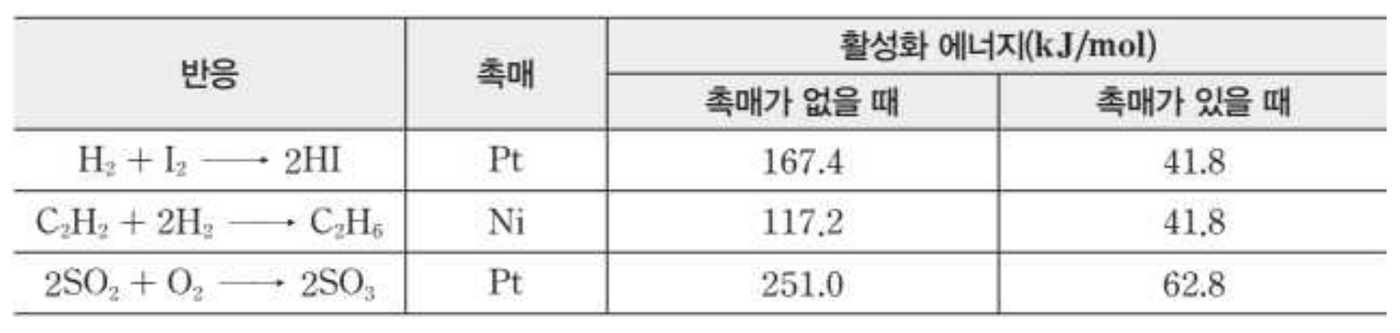 반응 촉매 활성화 에너지(kJ/mol)
촉매가 없을 때 촉매가 있을 때
H₂ + I₂ ⟶ 2HI Pt 167.4 41.8
C₂H₂ + 2H₂ ⟶ C₂H₆ Ni 117.2 41.8
2SO₂ + O₂ ⟶ 2SO₃ Pt 251.0 62.8